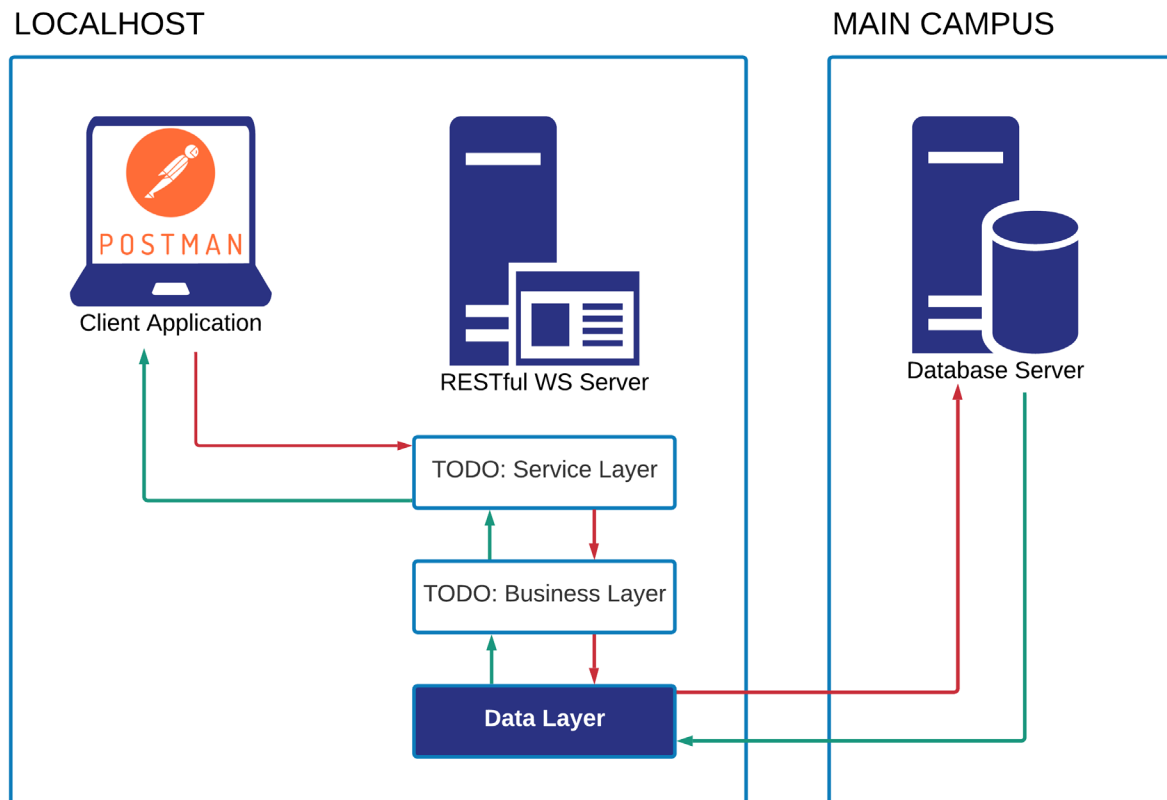 LOCALHOST
MAIN CAMPUS
POSTMAN
Client Application
RESTful WS Server
Database Server
TODO: Service Layer
TODO: Business Layer
Data Layer